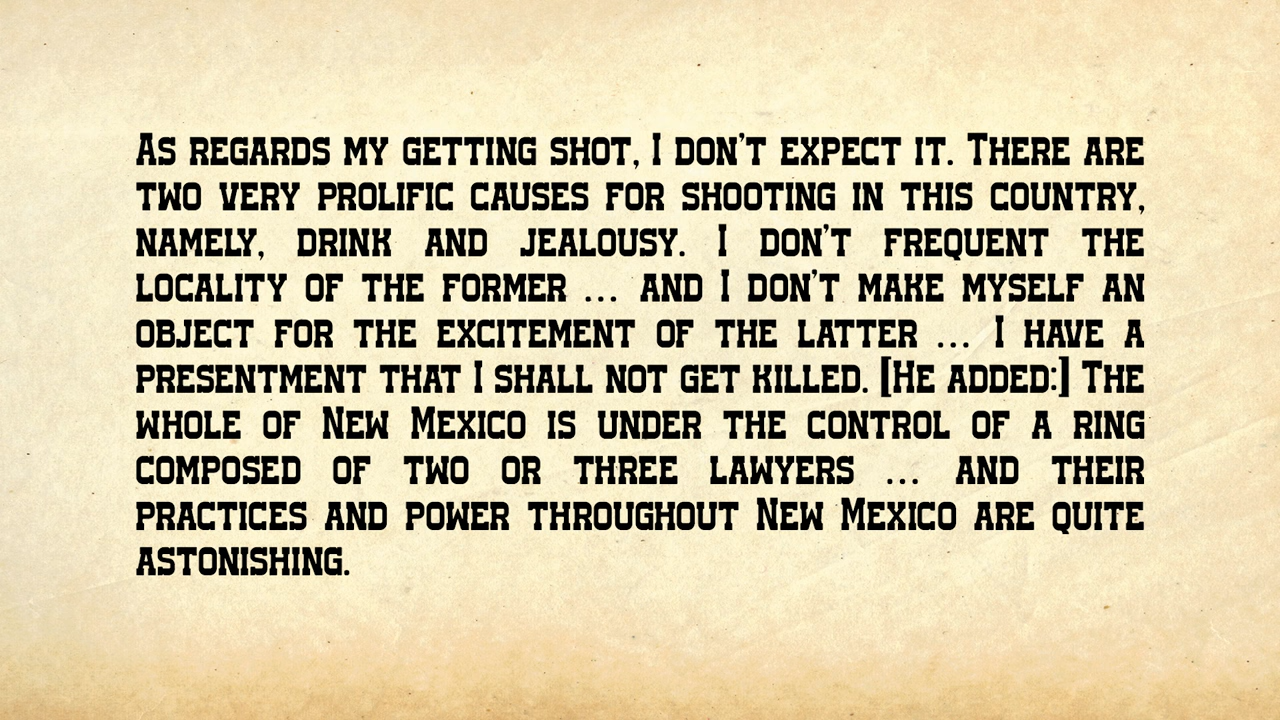 As regards my getting shot, I don't expect it. There are
two very prolific causes for shooting in this country,
namely, drink and jealousy. I don't frequent the
locality of the former ... and I don't make myself an
object for the excitement of the latter ... I have a
presentment that I shall not get killed. [He added:] The
whole of New Mexico is under the control of a ring
composed of two or three lawyers ... and their
practices and power throughout New Mexico are quite
astonishing.